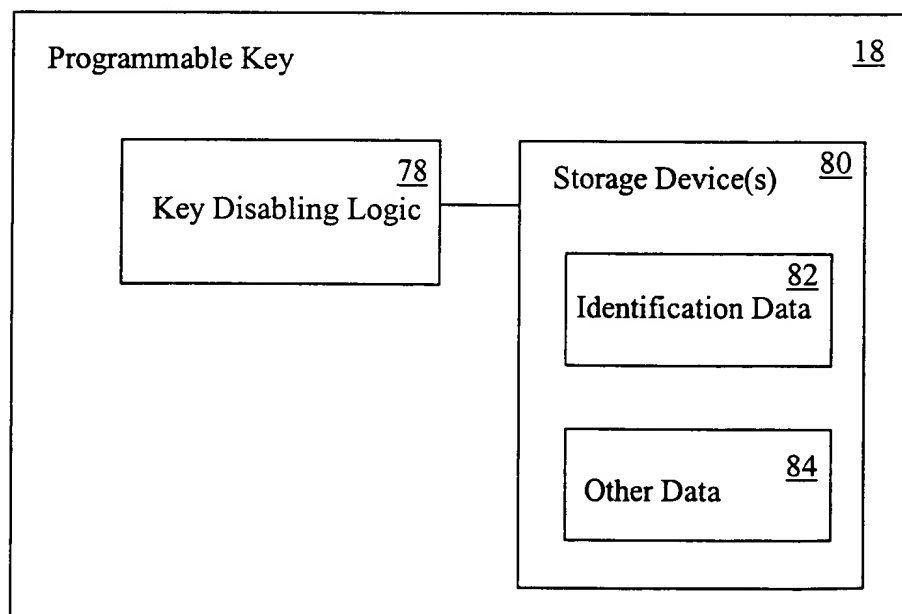 Programmable Key 18
78
Key Disabling Logic
Storage Device(s) 80
82
Identification Data
84
Other Data